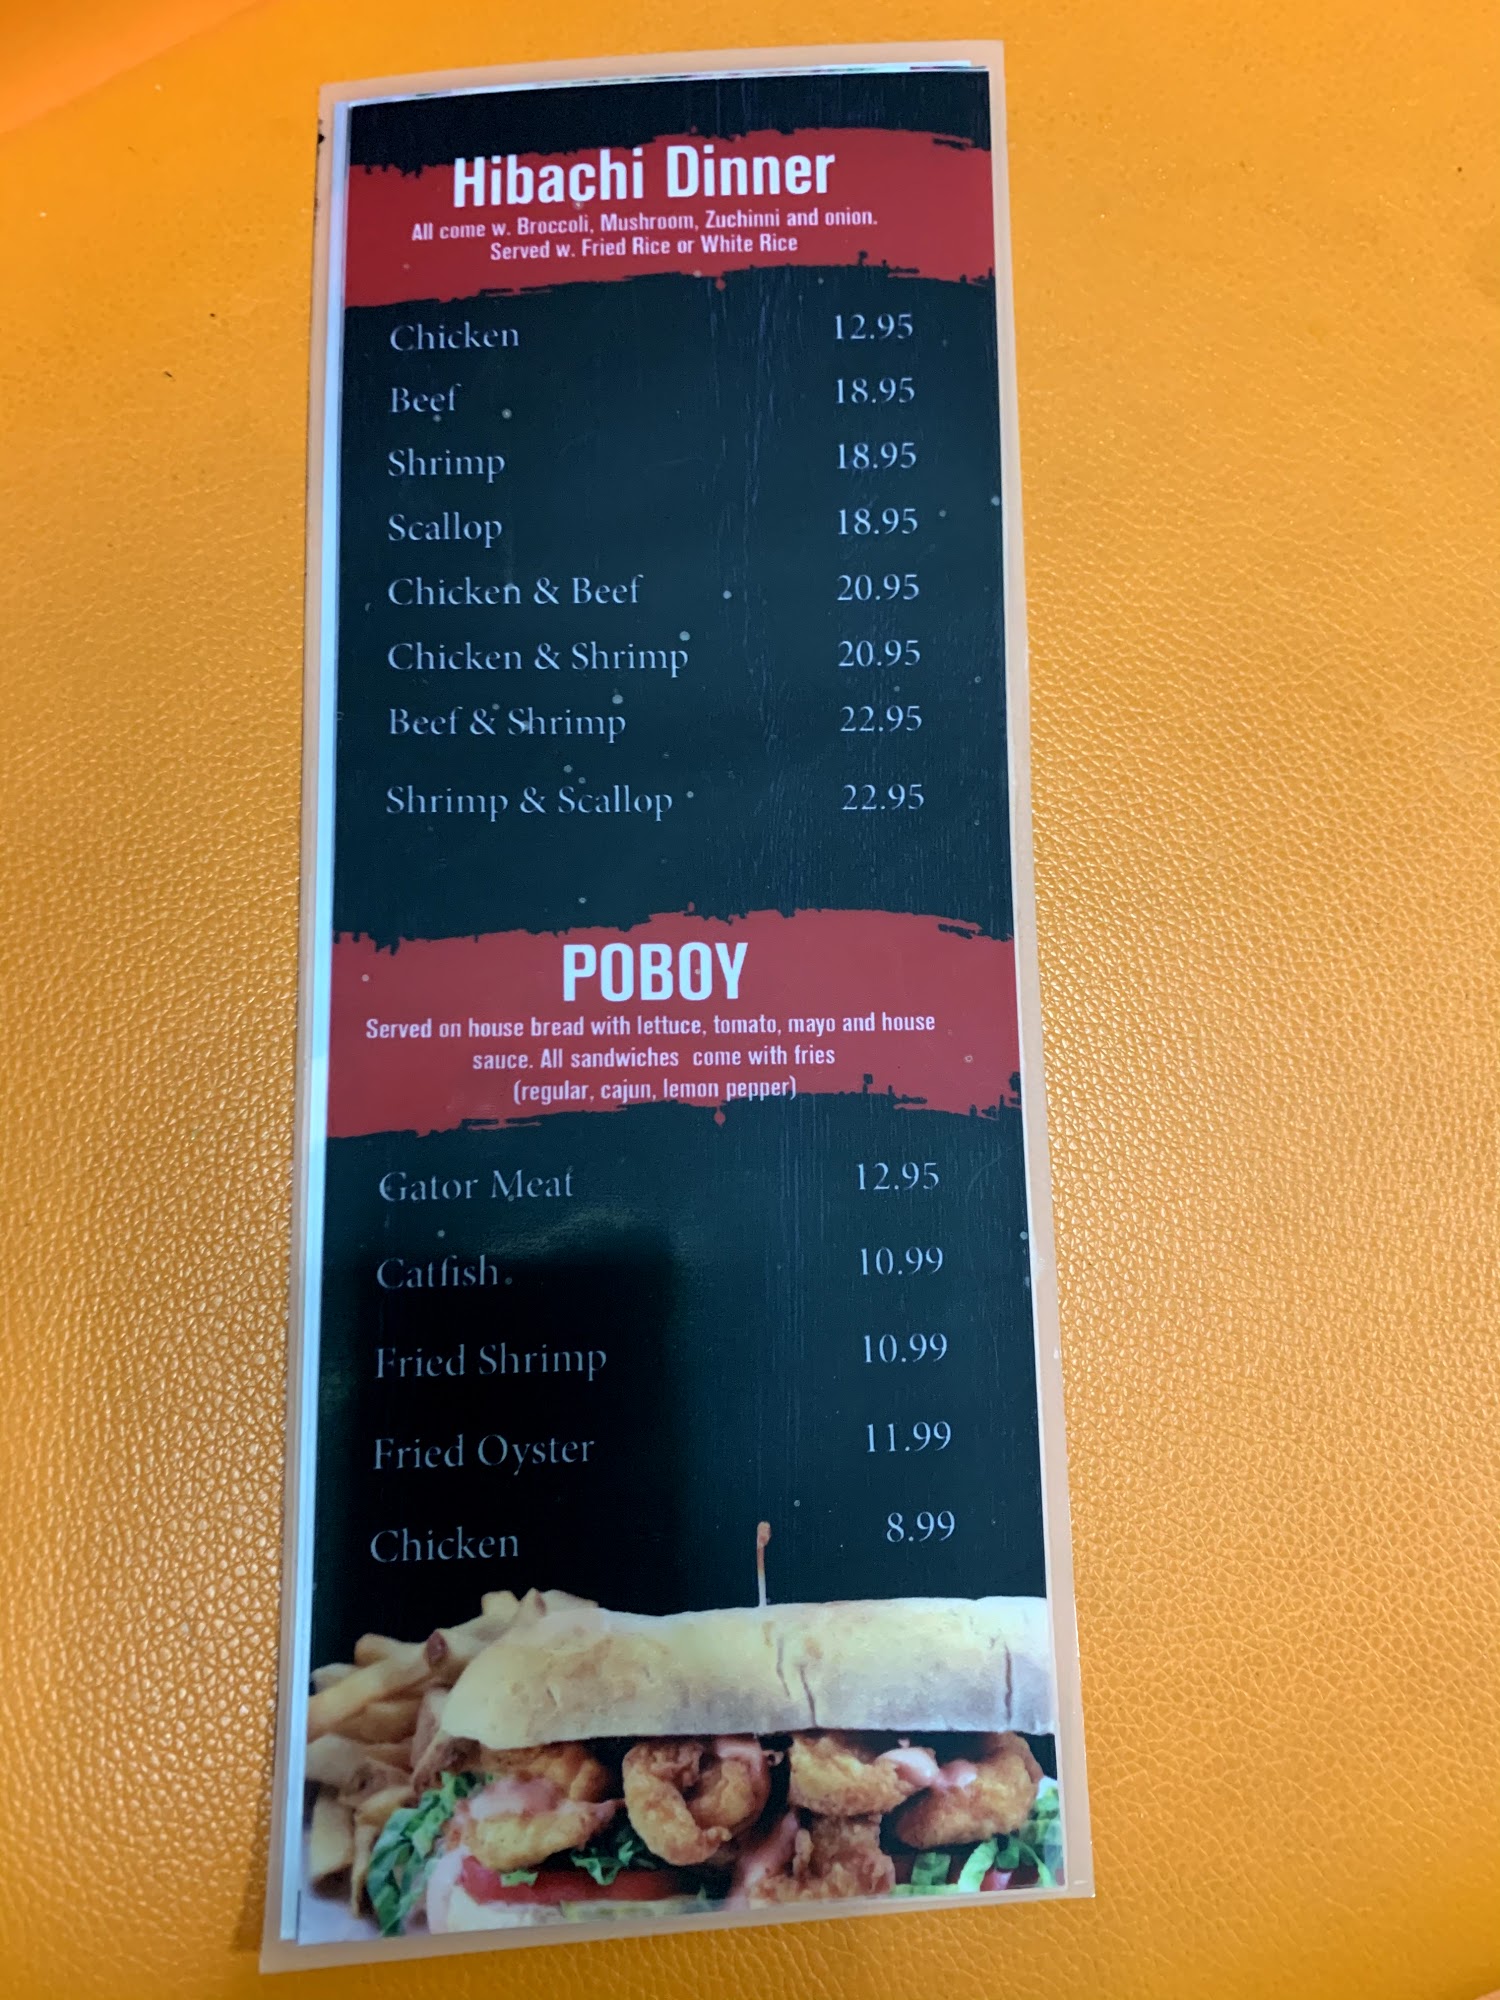 Hibachi Dinner
All come w. Broccoli, Mushroom, Zuchinni and onion.
Served w. Fried Rice or White Rice
Chicken 12.95
Beef 18.95
Shrimp 18.95
Scallop 18.95
Chicken & Beef 20.95
Chicken & Shrimp 20.95
Beef & Shrimp 22.95
Shrimp & Scallop 22.95
POBOY
Served on house bread with lettuce, tomato, mayo and house
sauce. All sandwiches come with fries
(regular, cajun, lemon pepper)
Gator Meat 12.95
Catfish 10.99
Fried Shrimp 10.99
Fried Oyster 11.99
Chicken 8.99